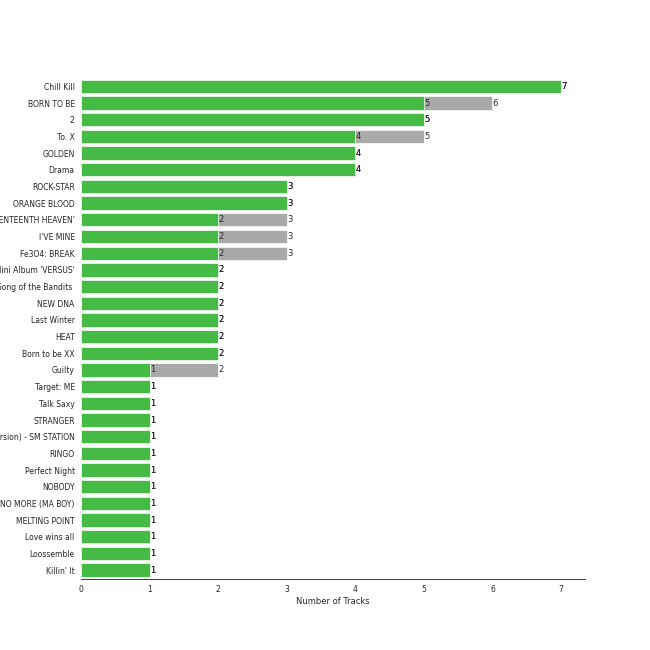 Chill Kill 7
BORN TO BE 5 6
2 5
To. X 4 5
GOLDEN 4
Drama 4
ROCK-STAR 3
ORANGE BLOOD 3
ENTEENTH HEAVEN' 2 3
I'VE MINE 2 3
Fe3O4: BREAK 2 3
ini Album 'VERSUS' 2
Song of the Bandits 2
NEW DNA 2
Last Winter 2
HEAT 2
Born to be XX 2
Guilty 1 2
Target: ME 1
Talk Saxy 1
STRANGER 1
rsion) - SM STATION 1
RINGO 1
Perfect Night 1
NOBODY 1
NO MORE (MA BOY) 1
MELTING POINT 1
Love wins all 1
Loossemble 1
Killin' It 1
0 1 2 3 4 5 6 7
Number of Tracks